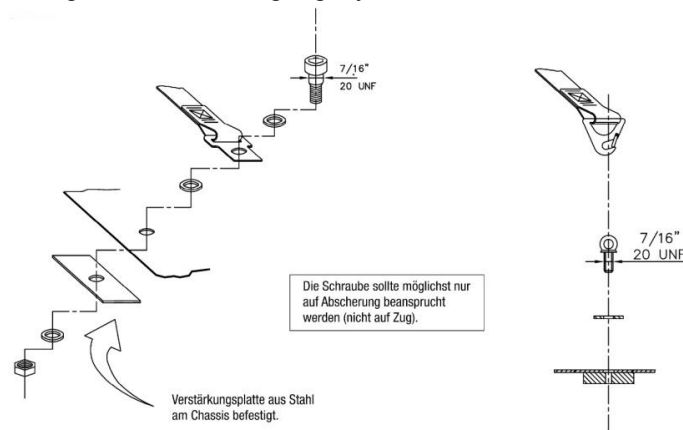 7/16"
20 UNF
7/16"
20 UNF
Die Schraube sollte möglichst nur
auf Abscherung beansprucht
werden (nicht auf Zug).
Verstärkungsplatte aus Stahl
am Chassis befestigt.